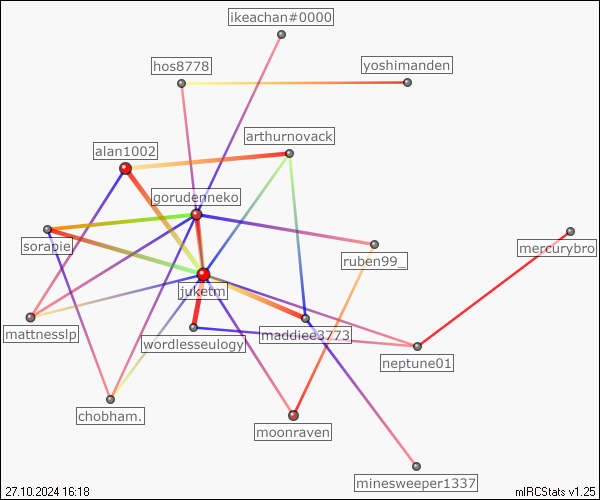 ikeachan#0000
hos8778
yoshimanden
arthurnovack
alan1002
gorudenneko
sorapie
ruben99_
mercurybro
juketm
mattnesslp
maddiee3773
wordlesseulogy
neptune01
chobham.
moonraven
minesweeper1337
27.10.2024 16:18
mIRCStats v1.25